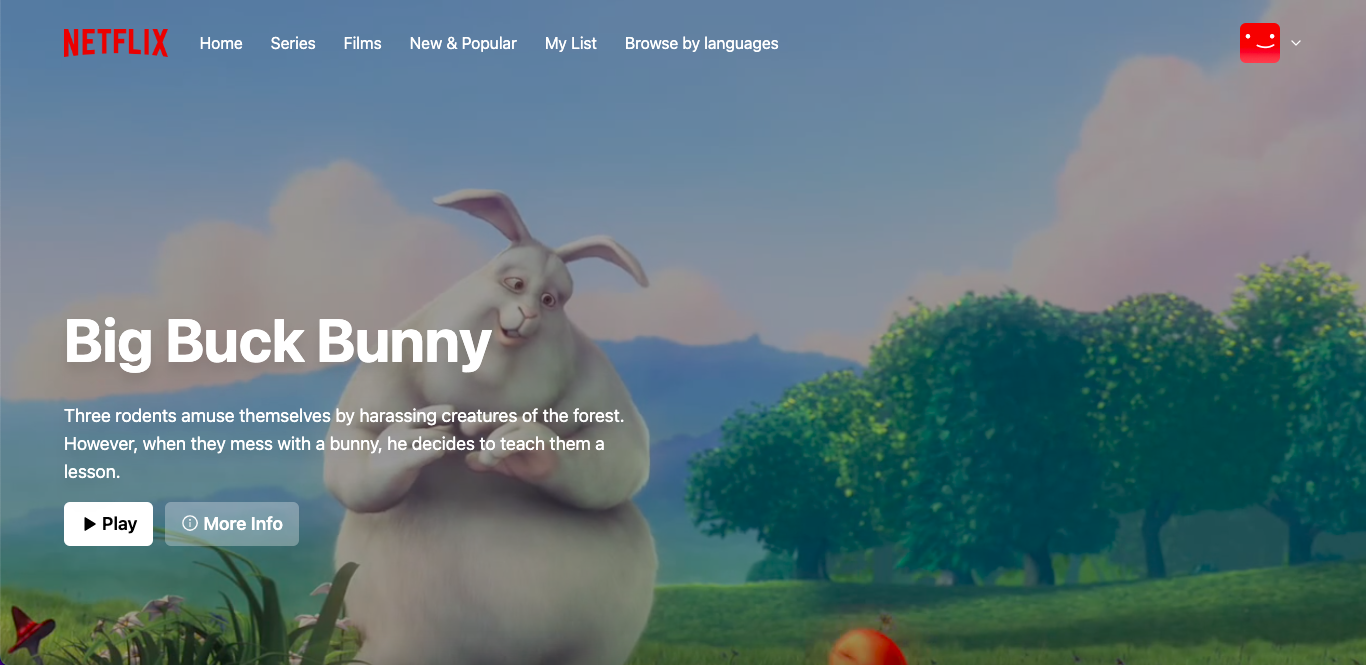 NETFLIX Home Series Films New & Popular My List Browse by languages
Big Buck Bunny
Three rodents amuse themselves by harassing creatures of the forest.
However, when they mess with a bunny, he decides to teach them a
lesson.
Play More Info